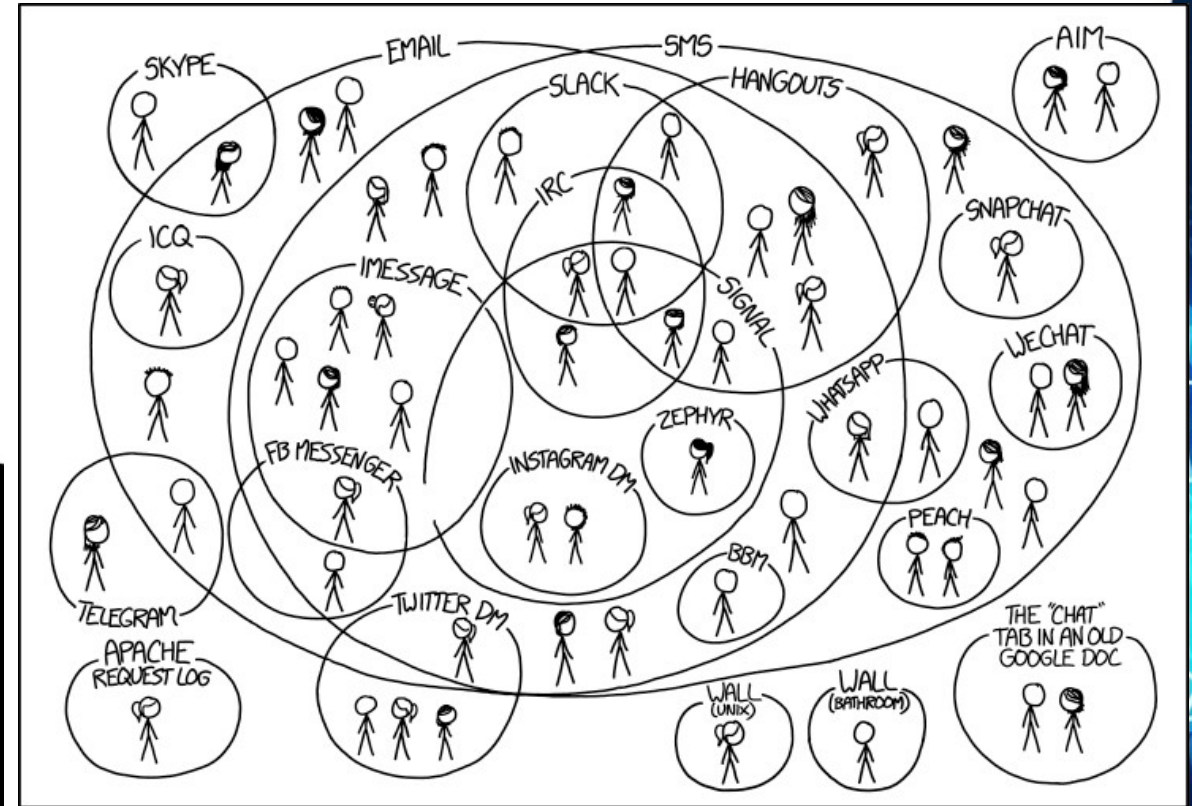 SKYPE
EMAIL
SMS
AIM
SLACK
HANGOUTS
IRC
SNAPCHAT
ICQ
IMESSAGE
SIGNAL
WECHAT
WHATSAPP
ZEPHYR
FB MESSENGER
INSTAGRAM DM
PEACH
BBM
TELEGRAM
TWITTER DM
THE "CHAT"
TAB IN AN OLD
GOOGLE DOC
APACHE
REQUEST LOG
WALL
(UNIX)
WALL
(BATHROOM)